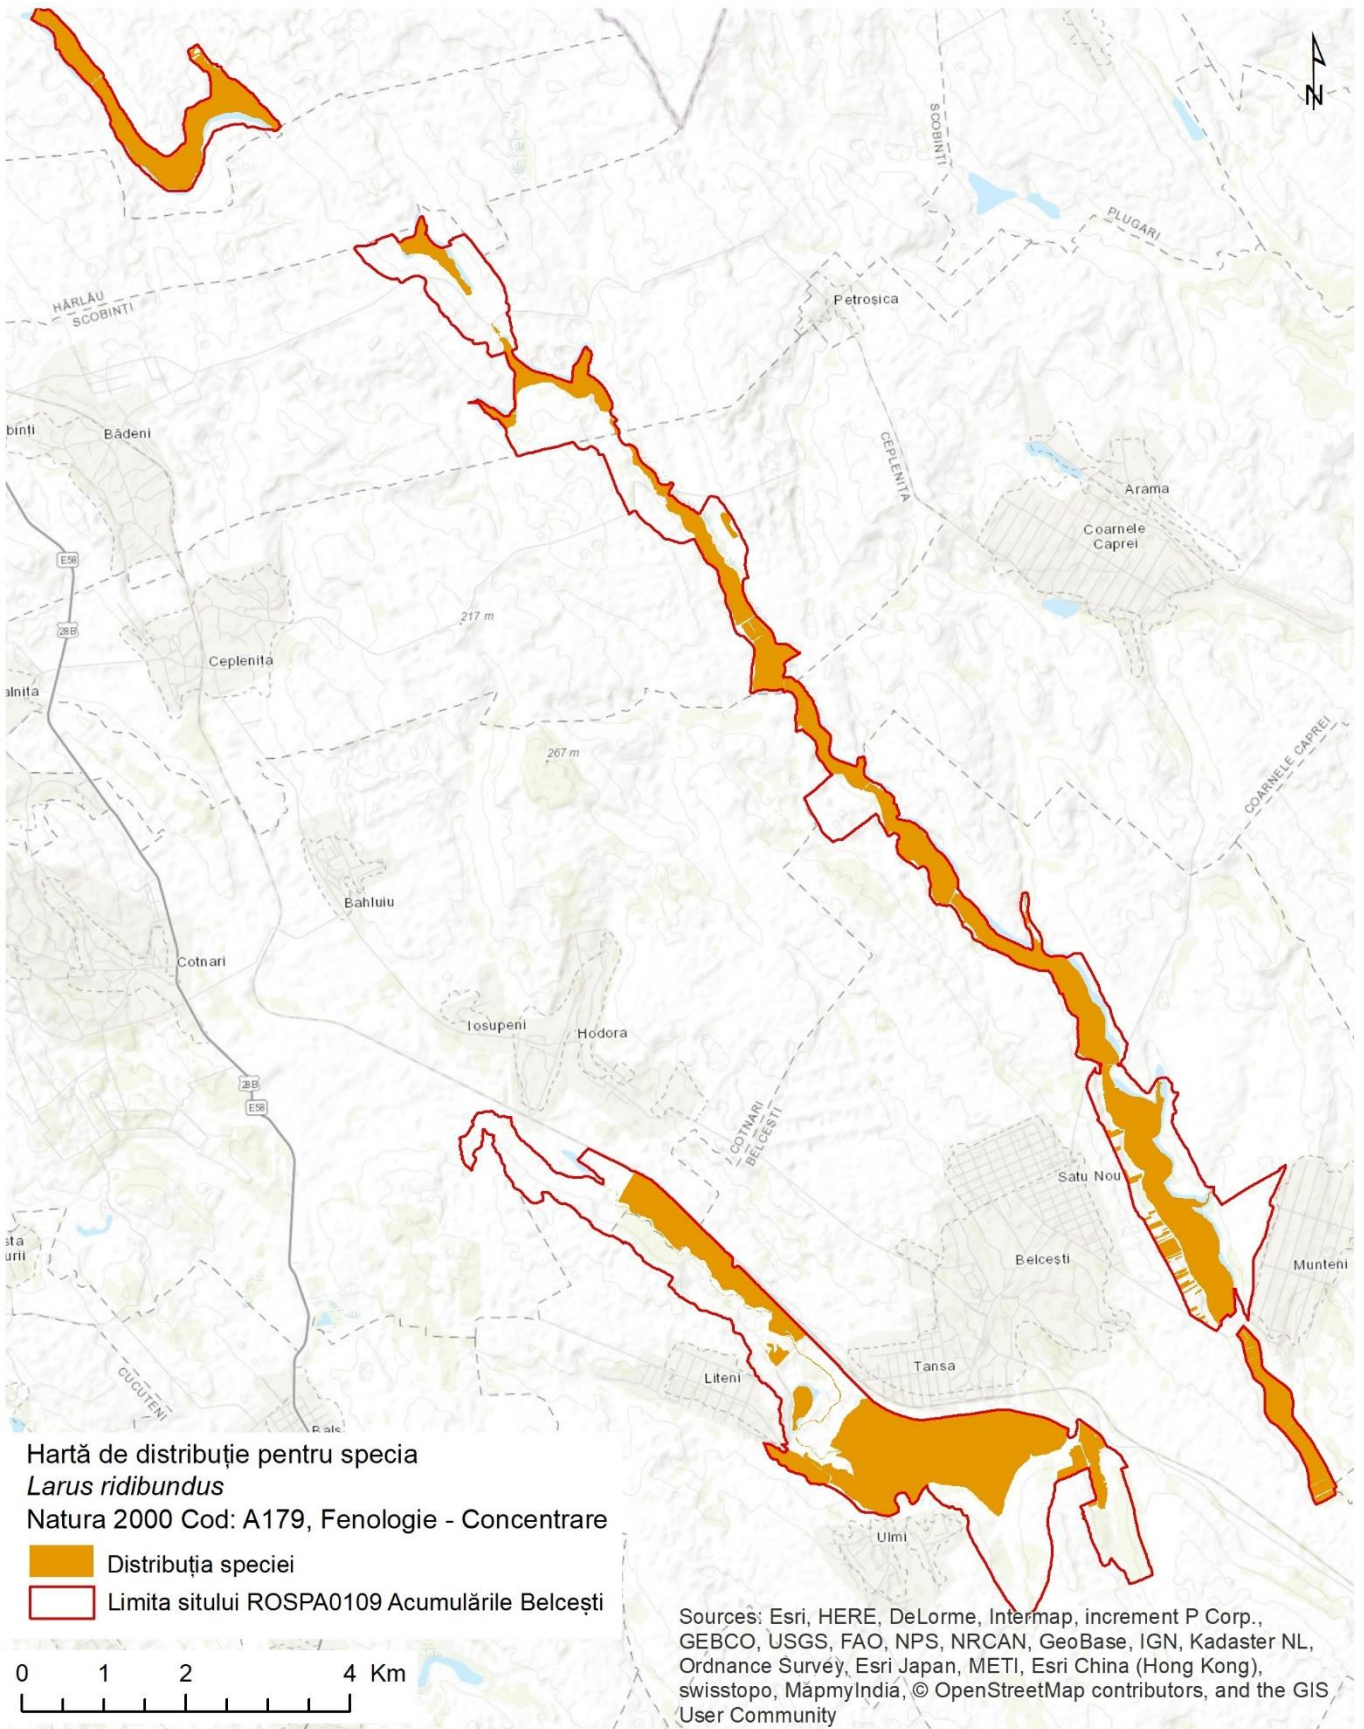 N
SCOBINTI
PLUGARI
HÂRLĂU
SCOBINTI
Petroșica
binți
Bădeni
CEPLENIȚA
Arama
Coarnele
Caprei
E58
28B
217 m
Ceplenița
alnița
267 m
COARNELE CAPREI
Bahluiu
Cotnari
Iosupeni
Hodora
28B
E58
COTNARI
BELCEȘTI
Satu Nou
sta
urii
Belcești
Munteni
Tansa
Liteni
CUCUTENI
Bals
Ulmi
Hartă de distribuție pentru specia
Larus ridibundus
Natura 2000 Cod: A179, Fenologie - Concentrare
Distribuția speciei
Limita sitului ROSPA0109 Acumulările Belcești
0 1 2 4 Km
Sources: Esri, HERE, DeLorme, Intermap, increment P Corp.,
GEBCO, USGS, FAO, NPS, NRCAN, GeoBase, IGN, Kadaster NL,
Ordnance Survey, Esri Japan, METI, Esri China (Hong Kong),
swisstopo, MapmyIndia, © OpenStreetMap contributors, and the GIS
User Community